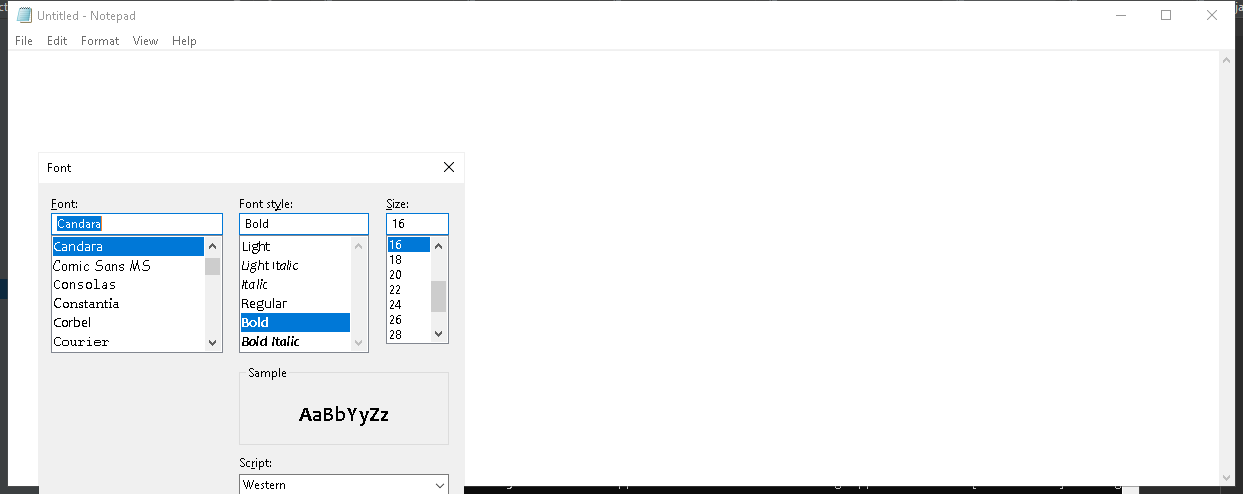 Untitled - Notepad
File Edit Format View Help
Font
Font: Font style: Size:
Candara Bold 16
Candara Light 16
Comic Sans MS Light Italic 18
Consolas Italic 20
Constantia Regular 22
Corbel Bold 24
Courier Bold Italic 26
28
Sample
AaBbYyZz
Script:
Western